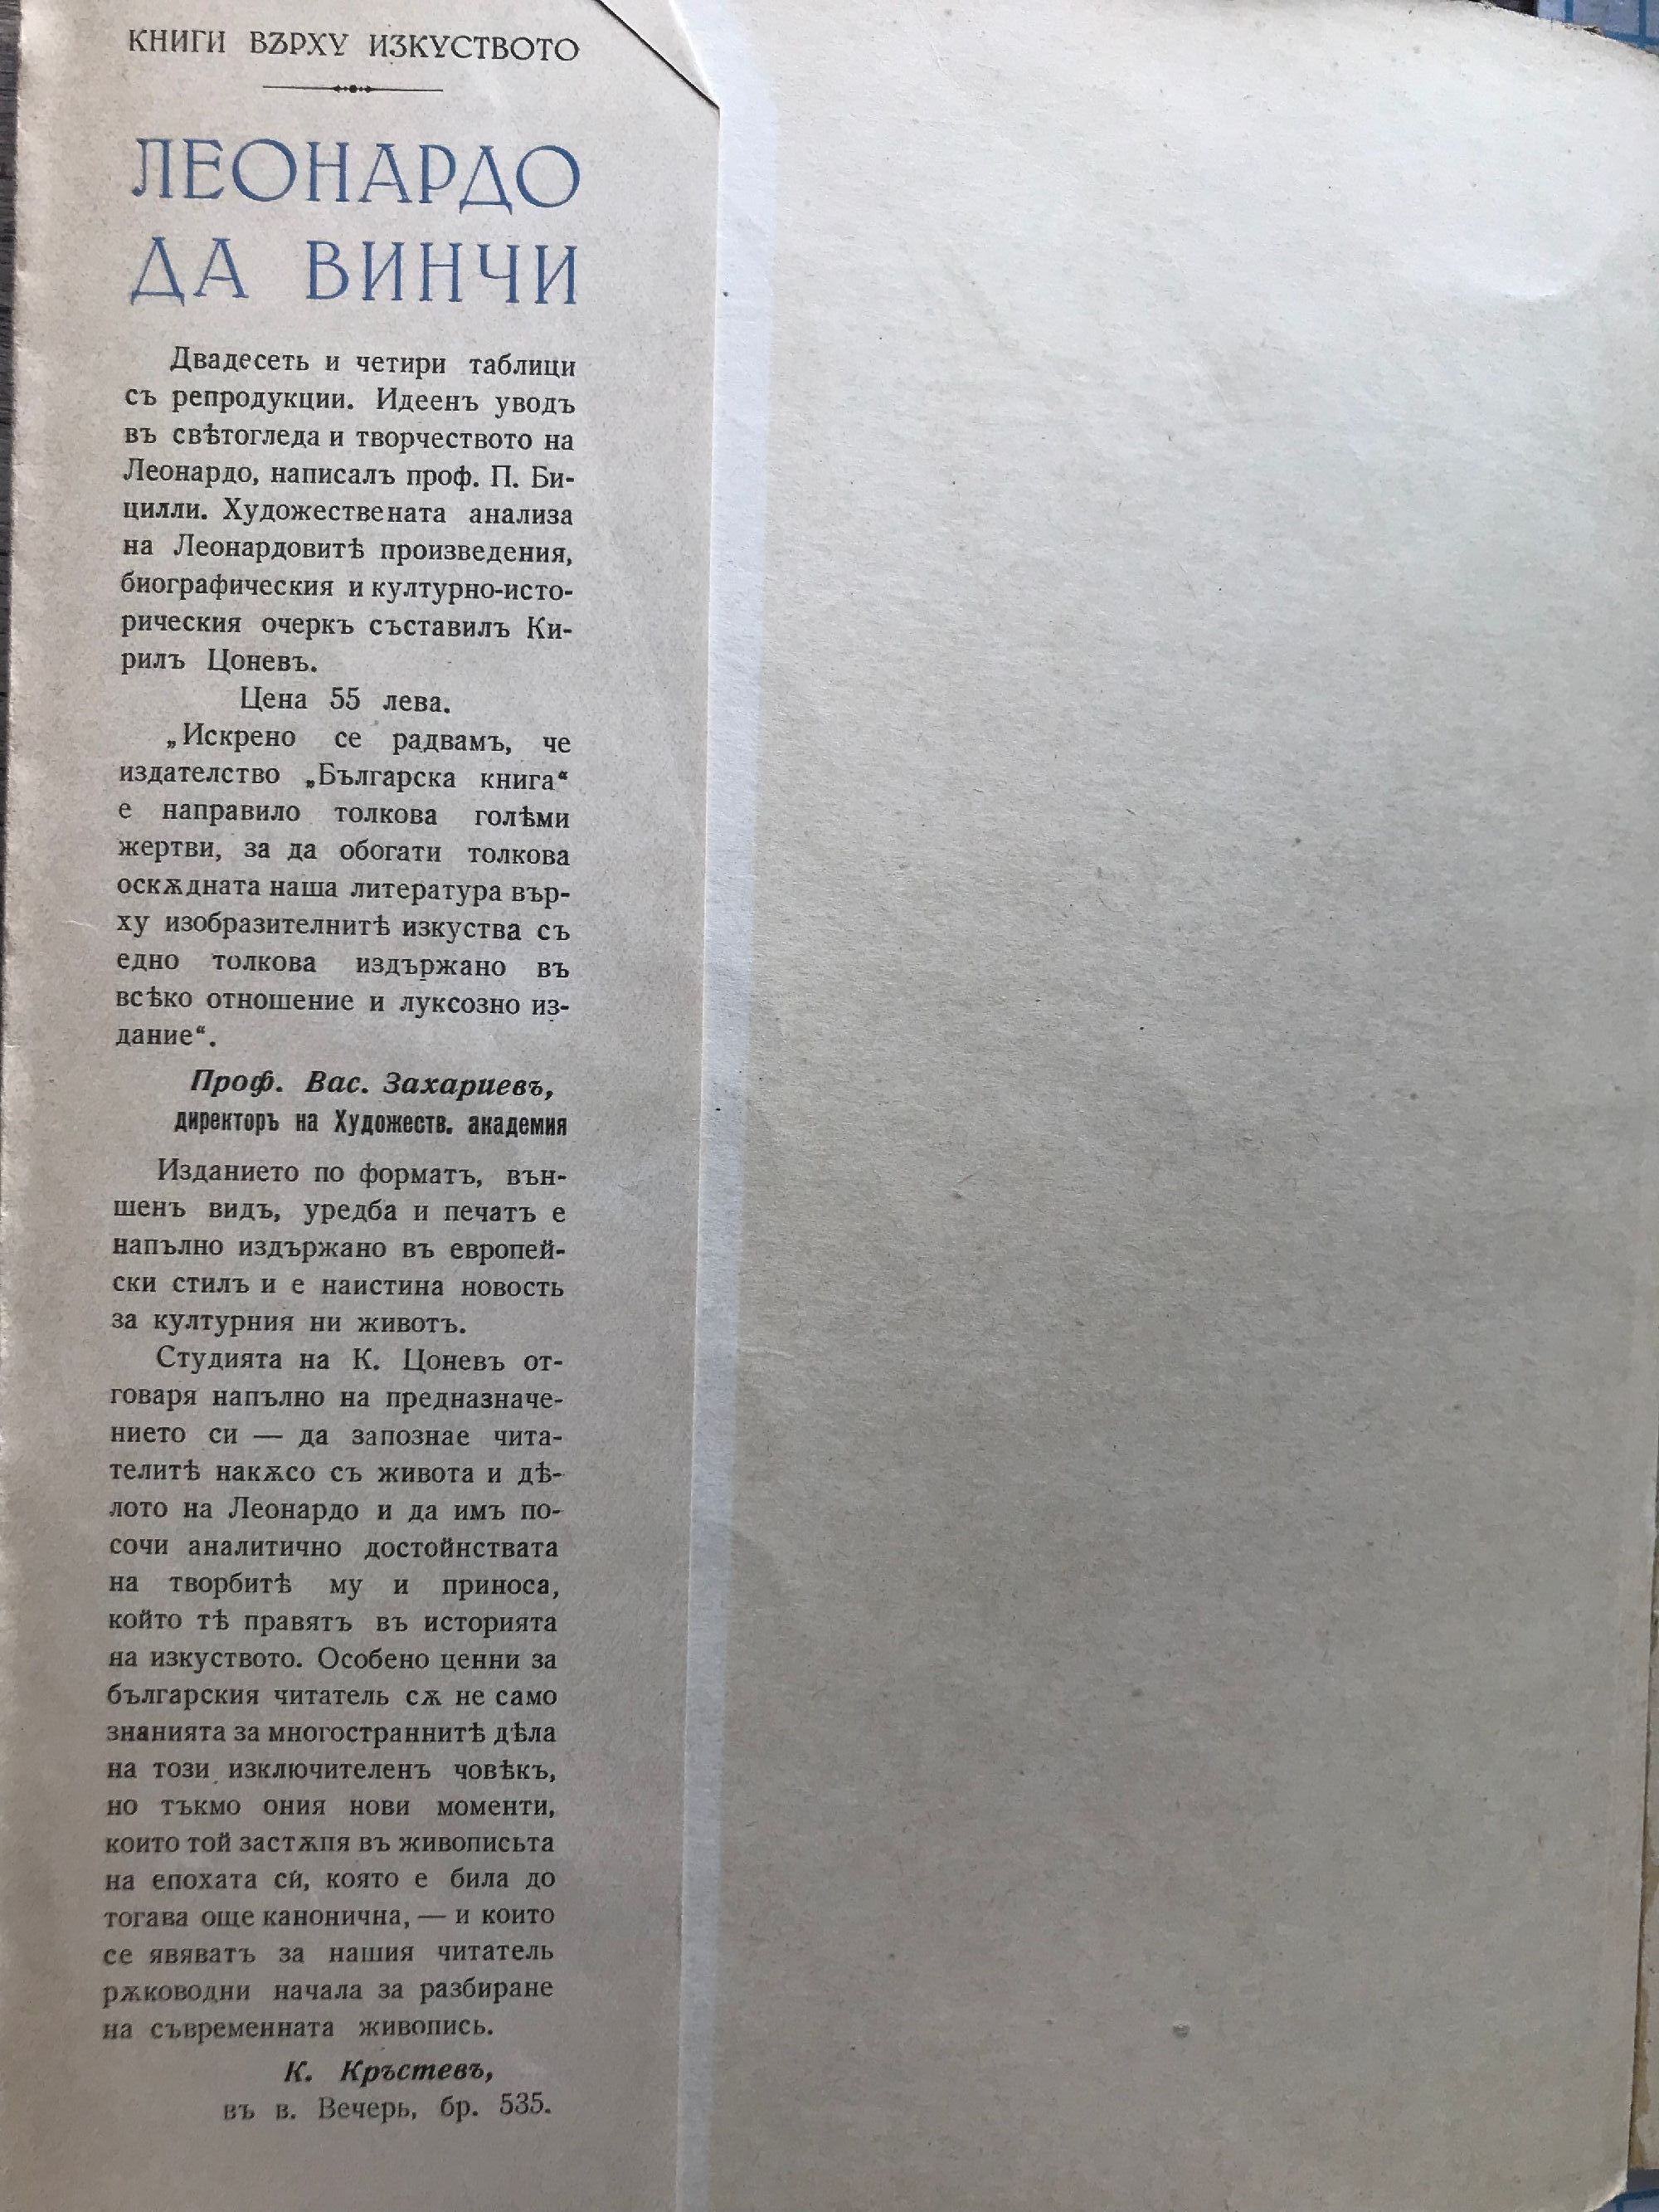 КНИГИ ВЪРХУ ИЗКУСТВОТО
ЛЕОНАРДО
ДА ВИНЧИ
Двадесеть и четири таблици
съ репродукции. Идеенъ уводъ
въ свѣтогледа и творчеството на
Леонардо, написалъ проф. П. Би-
цилли. Художествената анализа
на Леонардовитѣ произведения,
биографическия и културно-исто-
рическия очеркъ съставилъ Ки-
рилъ Цоневъ.
Цена 55 лева.
„Искрено се радвамъ, че
издателство „Българска книга“
е направило толкова голѣми
жертви, за да обогати толкова
оскѫдната наша литература вър-
ху изобразителнитѣ изкуства съ
едно толкова издържано въ
всѣко отношение и луксозно из-
дание“.
Проф. Вас. Захариевъ,
директоръ на Художеств. академия
Изданието по форматъ, вън-
шенъ видъ, уредба и печатъ е
напълно издържано въ европей-
ски стилъ и е наистина новость
за културния ни животъ.
Студията на К. Цоневъ от-
говаря напълно на предназначе-
нието си — да запознае чита-
телитѣ накѫсо съ живота и дѣ-
лото на Леонардо и да имъ по-
сочи аналитично достойнствата
на творбитѣ му и приноса,
който тѣ правятъ въ историята
на изкуството. Особено ценни за
българския читатель сѫ не само
знанията за многостраннитѣ дѣла
на този изключителенъ човѣкъ,
но тъкмо ония нови моменти,
които той застѫпя въ живописьта
на епохата си, която е била до
тогава още канонична, — и които
се явяватъ за нашия читатель
рѫководни начала за разбиране
на съвременната живопись.
К. Кръстевъ,
въ в. Вечерь, бр. 535.